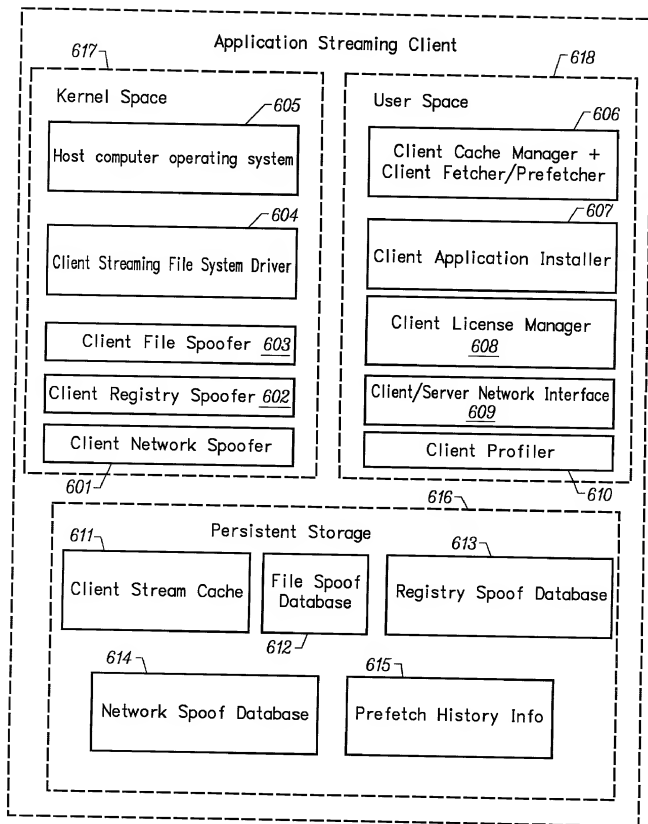 Application Streaming Client
617
618
Kernel Space
605
Host computer operating system
604
Client Streaming File System Driver
Client File Spoofer 603
Client Registry Spoofer 602
Client Network Spoofer
601
User Space
606
Client Cache Manager +
Client Fetcher/Prefetcher
607
Client Application Installer
Client License Manager
608
Client/Server Network Interface
609
Client Profiler
610
616
Persistent Storage
611
Client Stream Cache
File Spoof
Database
612
613
Registry Spoof Database
614
Network Spoof Database
615
Prefetch History Info